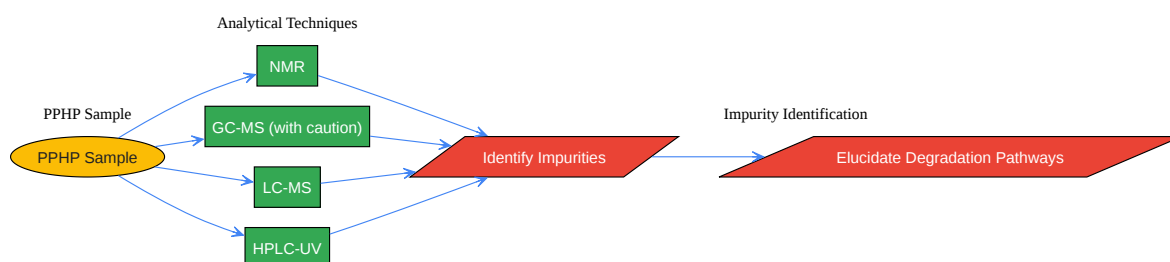 Analytical Techniques
NMR
PPHP Sample
GC-MS (with caution)
Impurity Identification
PPHP Sample
Identify Impurities
Elucidate Degradation Pathways
LC-MS
HPLC-UV